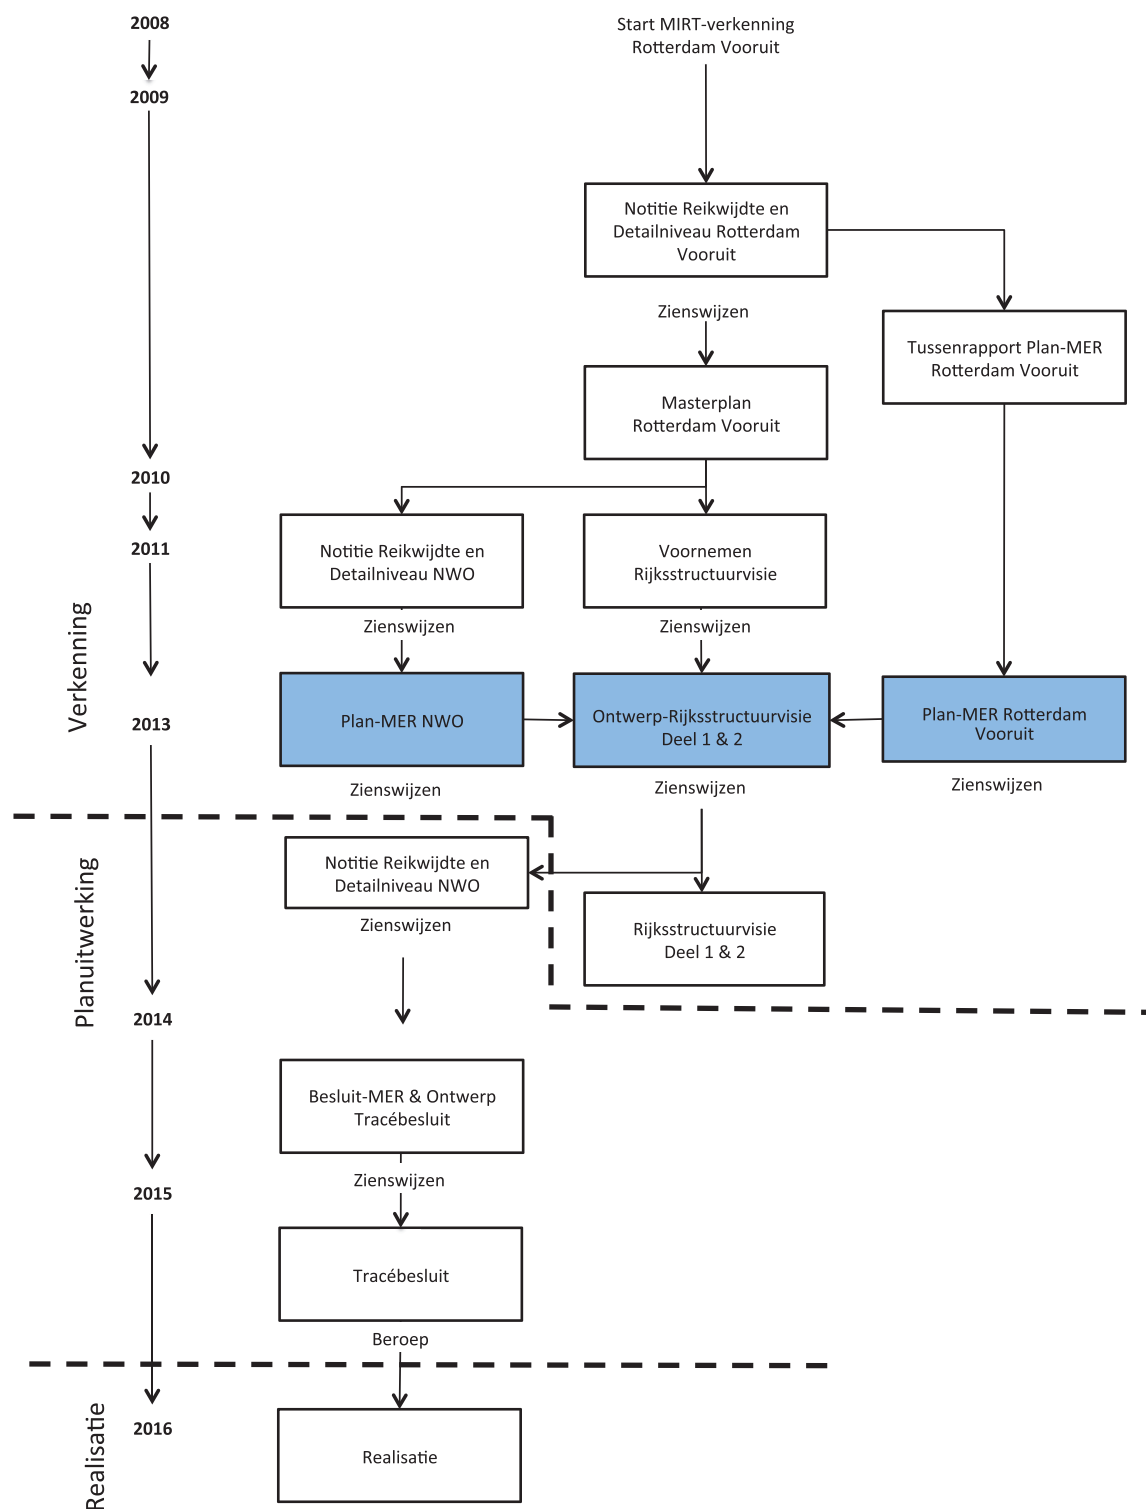 2008
Start MIRT-verkenning
Rotterdam Vooruit
2009
Notitie Reikwijdte en
Detailniveau Rotterdam
Vooruit
Zienswijzen
Tussenrapport Plan-MER
Rotterdam Vooruit
Masterplan
Rotterdam Vooruit
2010
2011
Notitie Reikwijdte en
Detailniveau NWO
Voornemen
Rijksstructuurvisie
Zienswijzen
Zienswijzen
Verkenning
2013
Plan-MER NWO
Ontwerp-Rijksstructuurvisie
Deel 1 & 2
Plan-MER Rotterdam
Vooruit
Zienswijzen
Zienswijzen
Zienswijzen
Planuitwerking
Notitie Reikwijdte en
Detailniveau NWO
Zienswijzen
Rijksstructuurvisie
Deel 1 & 2
2014
Besluit-MER & Ontwerp
Tracébesluit
Zienswijzen
2015
Tracébesluit
Beroep
Realisatie
2016
Realisatie